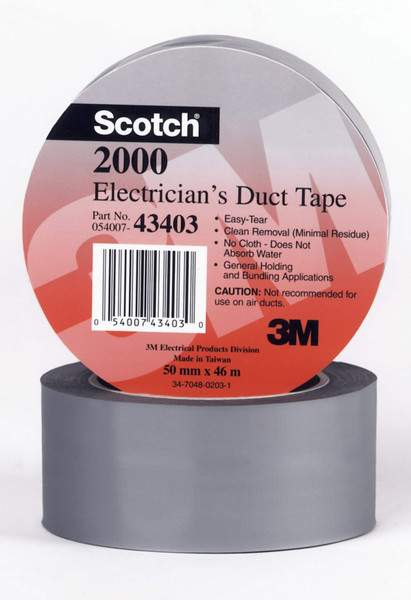 3M
Scotch®
2000
Electrician's Duct Tape
Part No.
054007- 43403
• Easy-Tear
• Clean Removal (Minimal Residue)
• No Cloth - Does Not
Absorb Water
• General Holding
and Bundling Applications
CAUTION: Not recommended for
use on air ducts.
0 54007 43403 0
3M
3M Electrical Products Division
Made in Taiwan
50 mm x 46 m
34-7048-0203-1